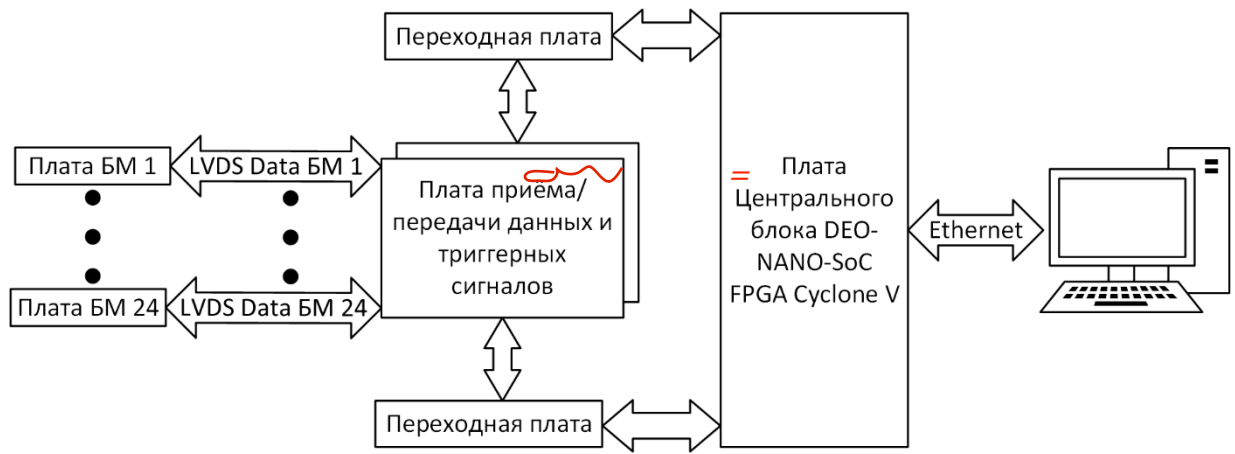 Переходная плата
Плата БМ 1
LVDS Data БМ 1
Плата приёма/
передачи данных и
триггерных
сигналов
Плата БМ 24
LVDS Data БМ 24
Переходная плата
Плата
Центрального
блока DEO-
NANO-SoC
FPGA Cyclone V
Ethernet